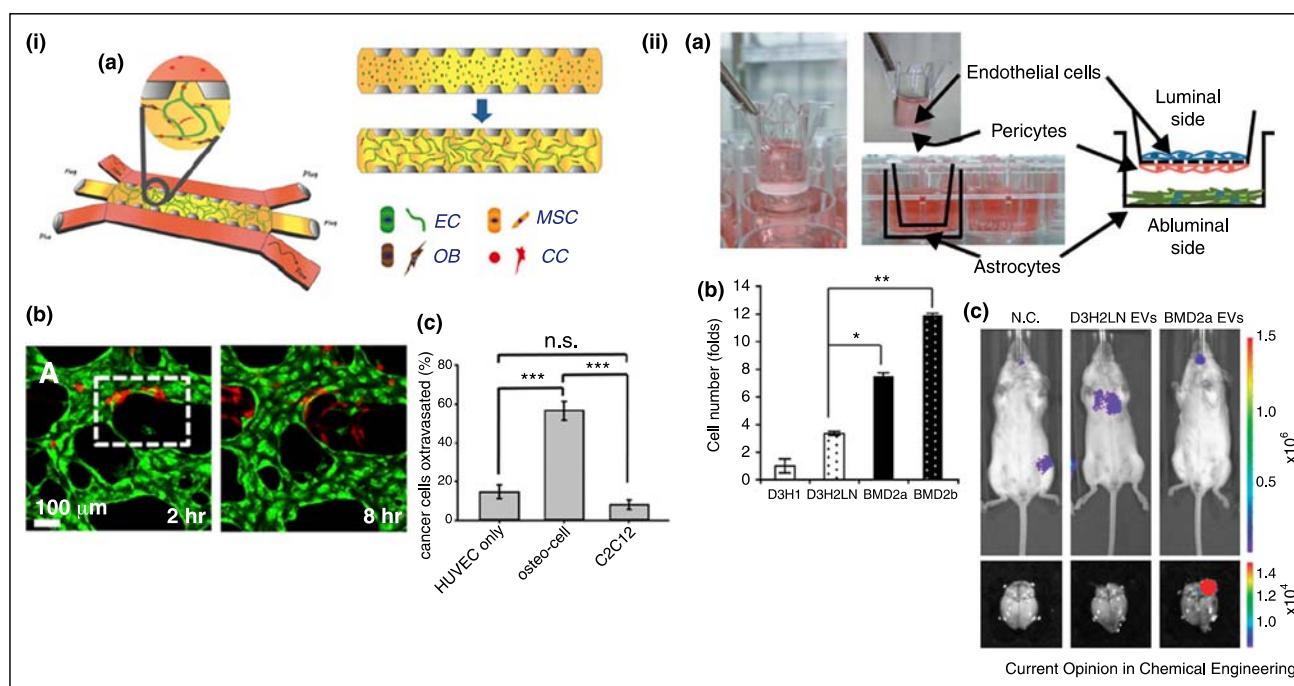 (i)
(a)
Plug
Plug
Plug
EC
MSC
OB
CC
(b)
A
100 µm
2 hr
8 hr
(c)
cancer cells extravasated (%)
80
60
40
20
0
n.s.
***
***
HUVEC only
osteo-cell
C2C12
(ii)
(a)
Endothelial cells
Pericytes
Astrocytes
Luminal
side
Abluminal
side
(b)
Cell number (folds)
14
12
10
8
6
4
2
0
**
*
D3H1
D3H2LN
BMD2a
BMD2b
(c)
N.C.
D3H2LN EVs
BMD2a EVs
1.5
1.0
0.5
x10⁶
1.4
1.2
1.0
x10⁴
Current Opinion in Chemical Engineering